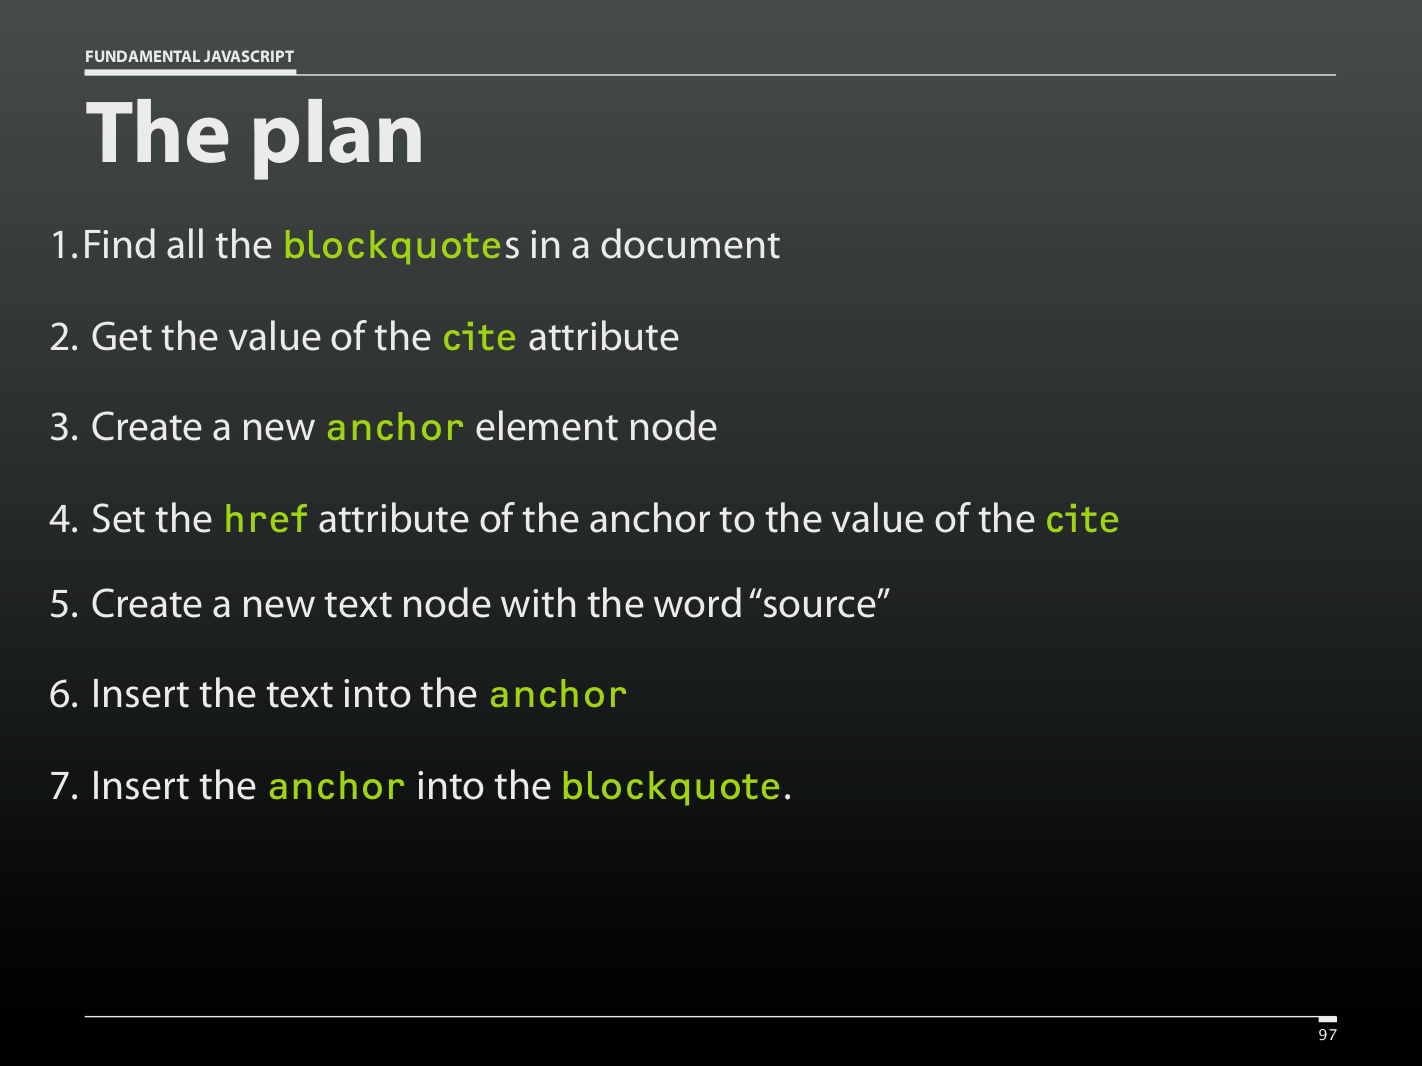 FUNDAMENTAL JAVASCRIPT
The plan
1.Find all the blockquotes in a document
2. Get the value of the cite attribute
3. Create a new anchor element node
4. Set the href attribute of the anchor to the value of the cite
5. Create a new text node with the word “source”
6. Insert the text into the anchor
7. Insert the anchor into the blockquote.
97